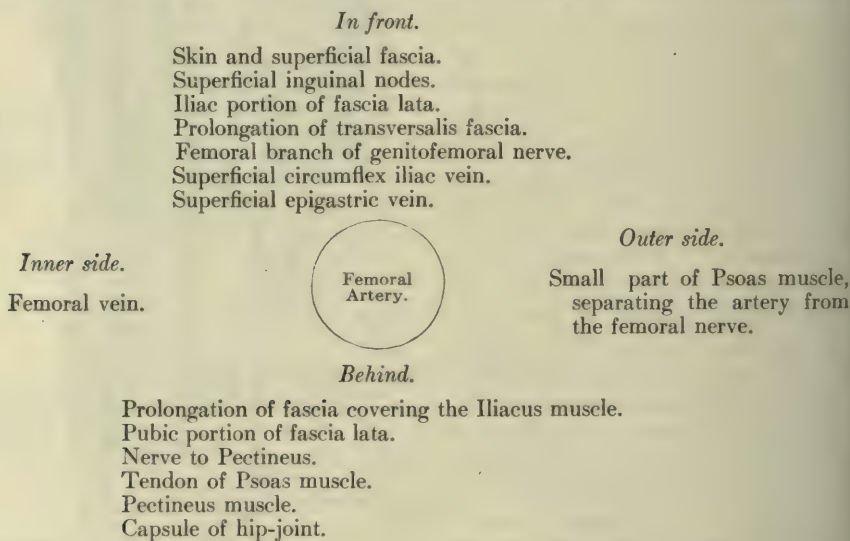 In front.
Skin and superficial fascia.
Superficial inguinal nodes.
Iliac portion of fascia lata.
Prolongation of transversalis fascia.
Femoral branch of genitofemoral nerve.
Superficial circumflex iliac vein.
Superficial epigastric vein.
Inner side.
Femoral vein.
Femoral
Artery.
Outer side.
Small part of Psoas muscle,
separating the artery from
the femoral nerve.
Behind.
Prolongation of fascia covering the Iliacus muscle.
Pubic portion of fascia lata.
Nerve to Pectineus.
Tendon of Psoas muscle.
Pectineus muscle.
Capsule of hip-joint.